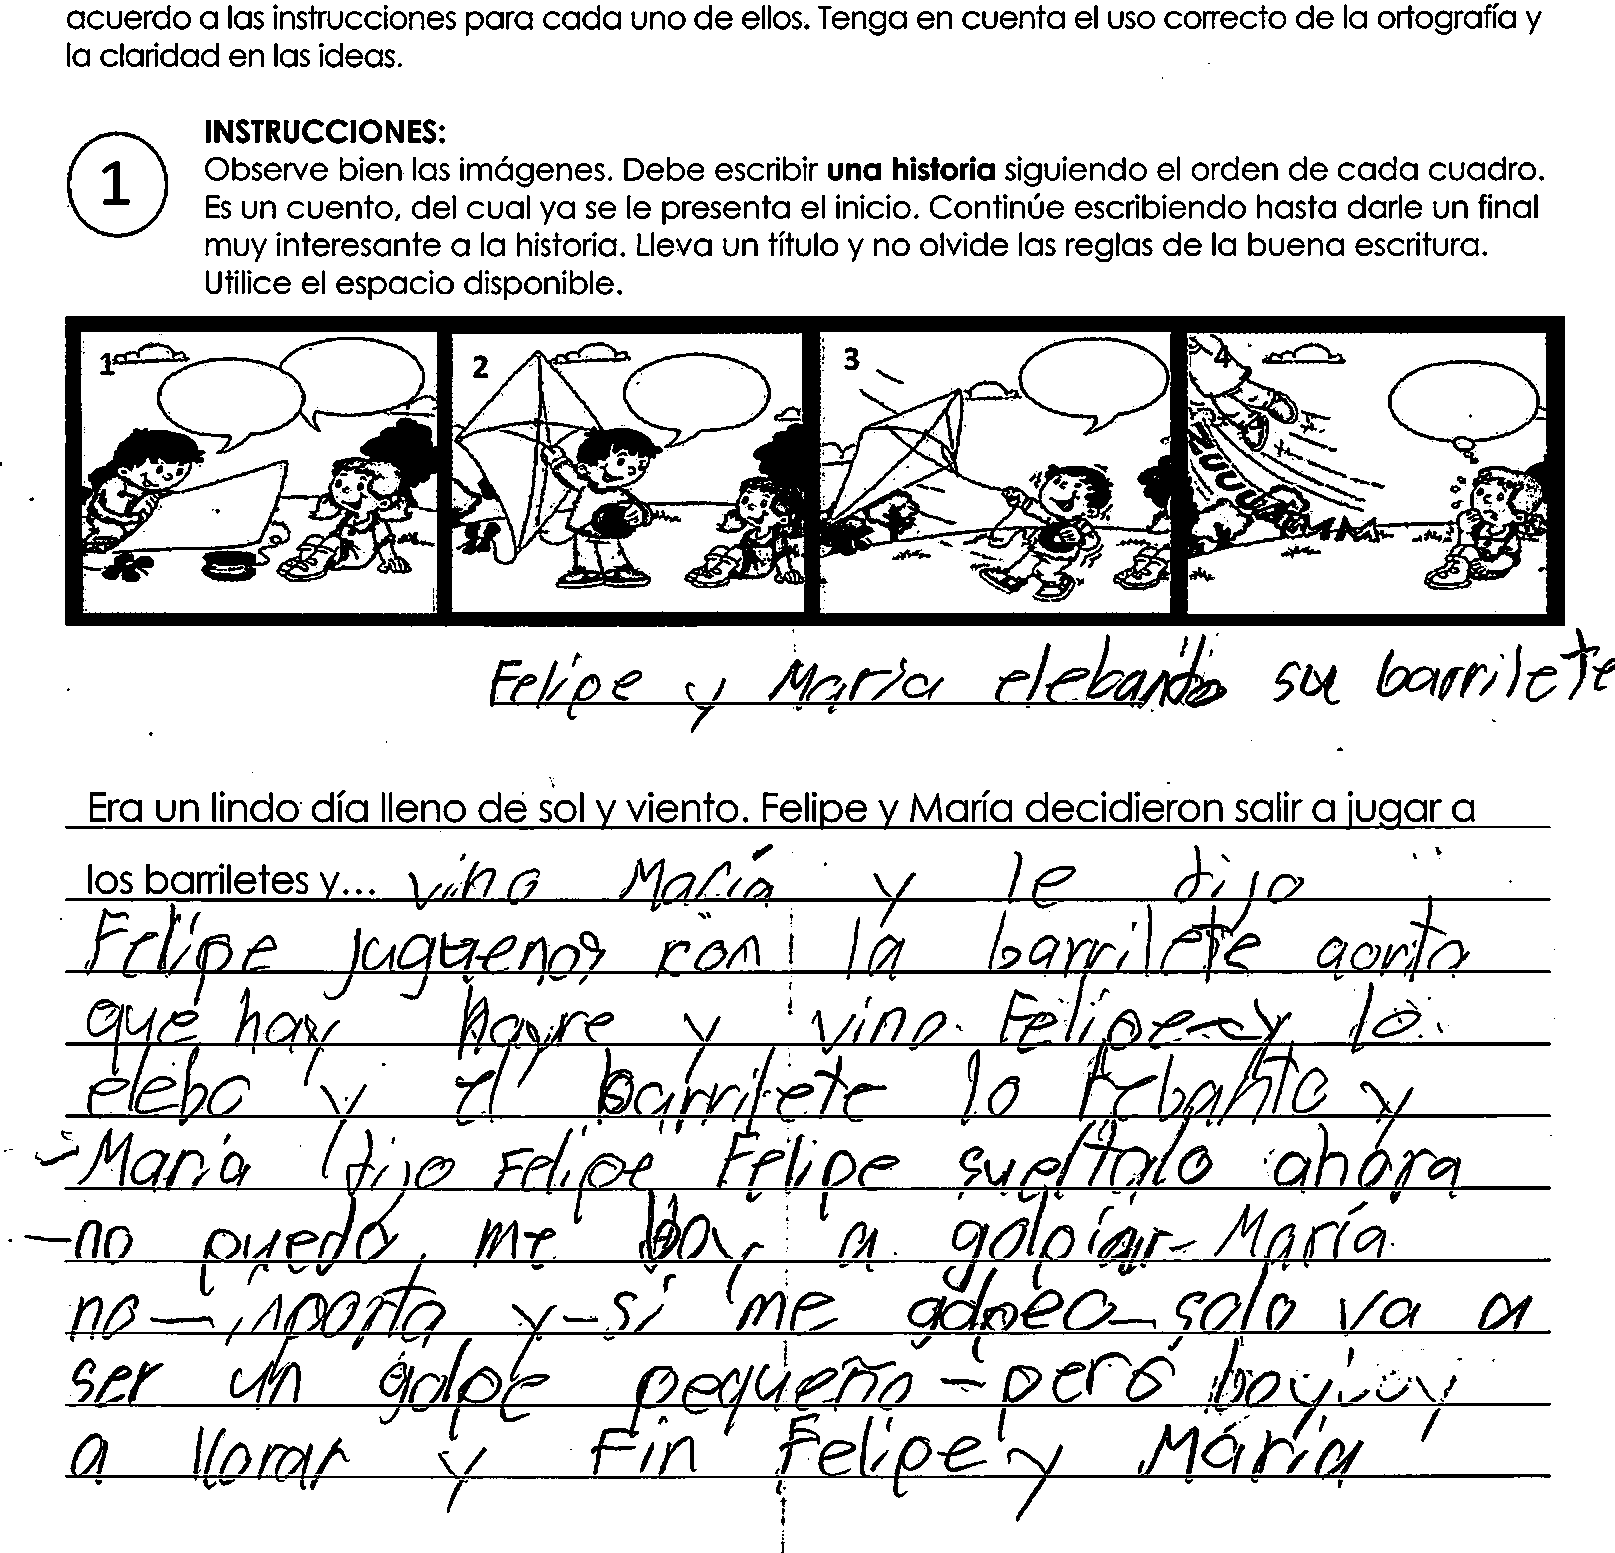 acuerdo a las instrucciones para cada uno de ellos. Tenga en cuenta el uso correcto de la ortografía y
la claridad en las ideas.
1
INSTRUCCIONES:
Observe bien las imágenes. Debe escribir una historia siguiendo el orden de cada cuadro.
Es un cuento, del cual ya se le presenta el inicio. Continúe escribiendo hasta darle un final
muy interesante a la historia. Lleva un título y no olvide las reglas de la buena escritura.
Utilice el espacio disponible.
1 2 3 4
Felipe y María elebando su barrilete
Era un lindo día lleno de sol y viento. Felipe y María decidieron salir a jugar a
los barriletes y... vino María y le dijo
Felipe juguenos con la barrilete aorta
que hay hayre y vino Felipe y lo
elebo y el barrilete lo lebanto y
-María dijo Felipe Felipe sueltalo ahora
-no puedo me boy a golpiar- María
no - inporta y-si me golpeo-solo va a
ser un golpe pequeño - pero boy
a llorar y Fin Felipe y María